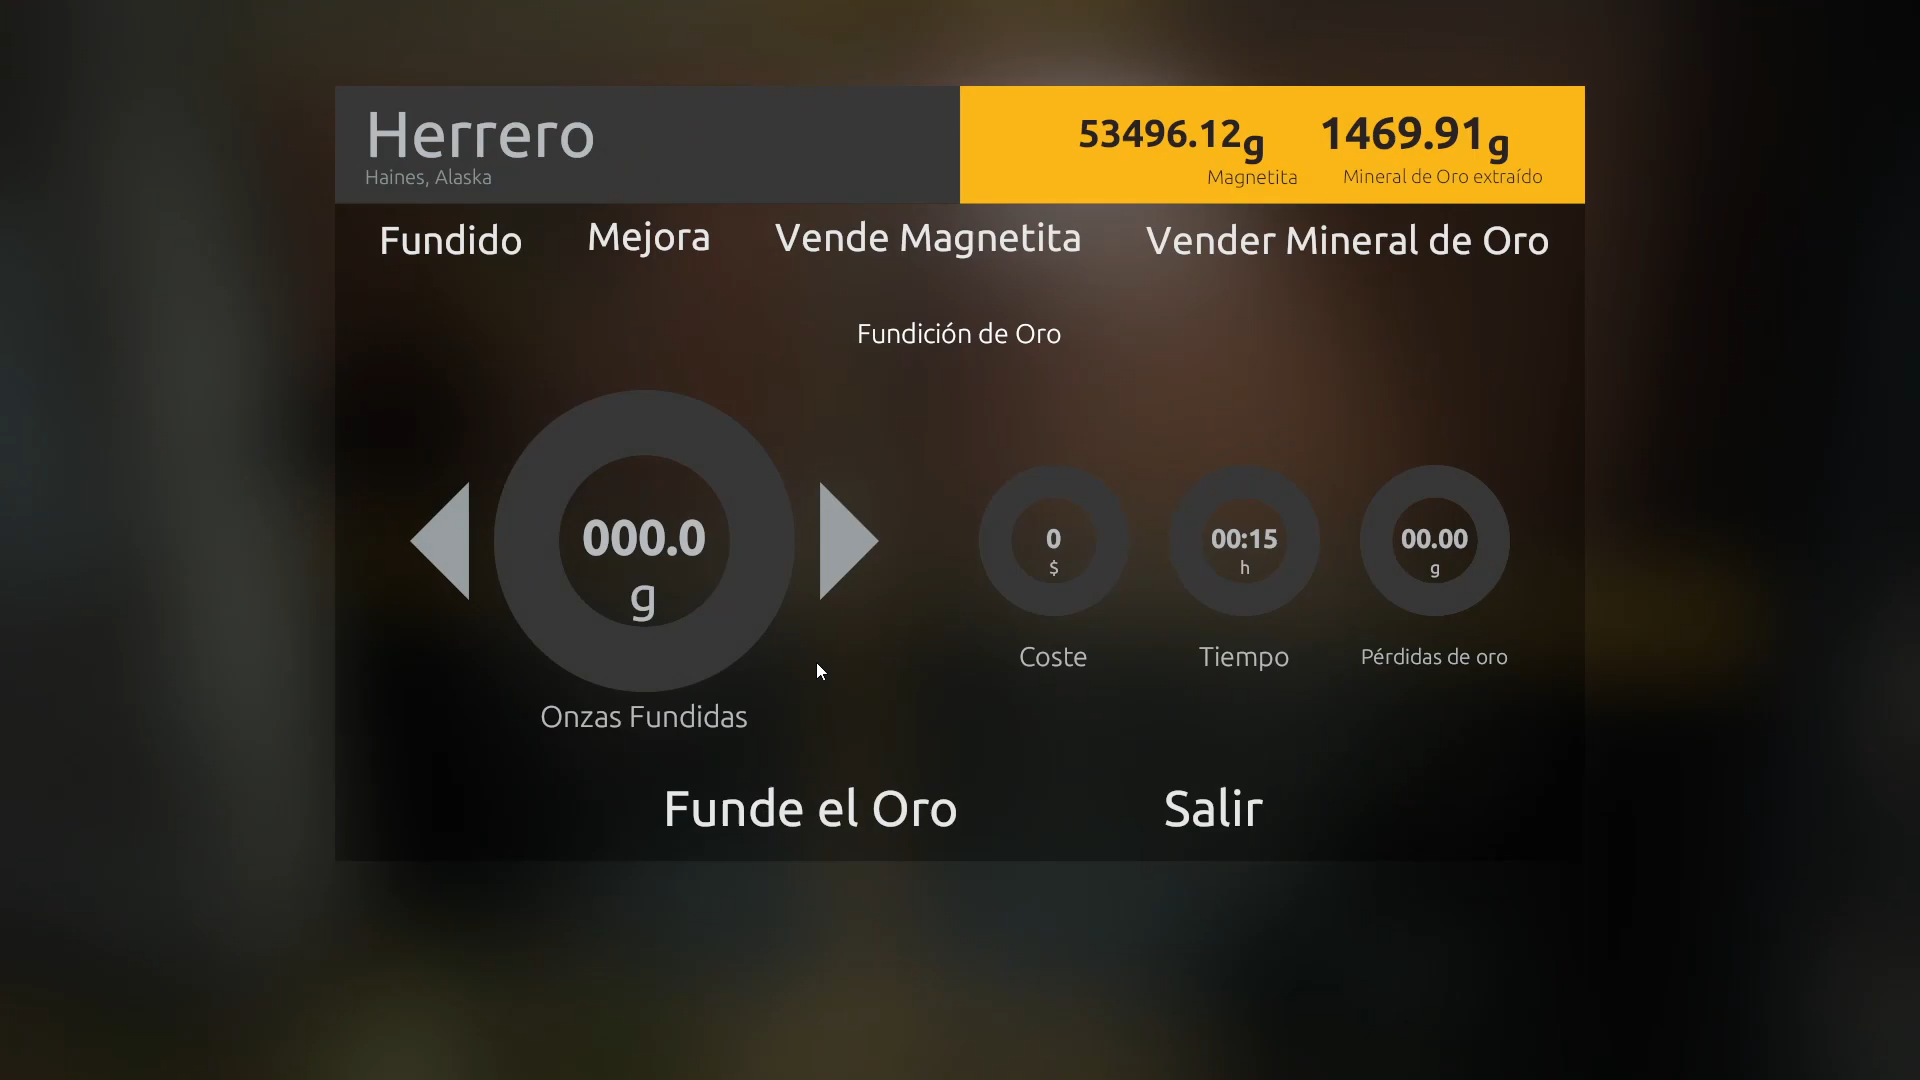 Herrero
Haines, Alaska
53496.12g
Magnetita
1469.91g
Mineral de Oro extraído
Fundido
Mejora
Vende Magnetita
Vender Mineral de Oro
Fundición de Oro
000.0
g
Onzas Fundidas
0
$
Coste
00:15
h
Tiempo
00.00
g
Pérdidas de oro
Funde el Oro
Salir